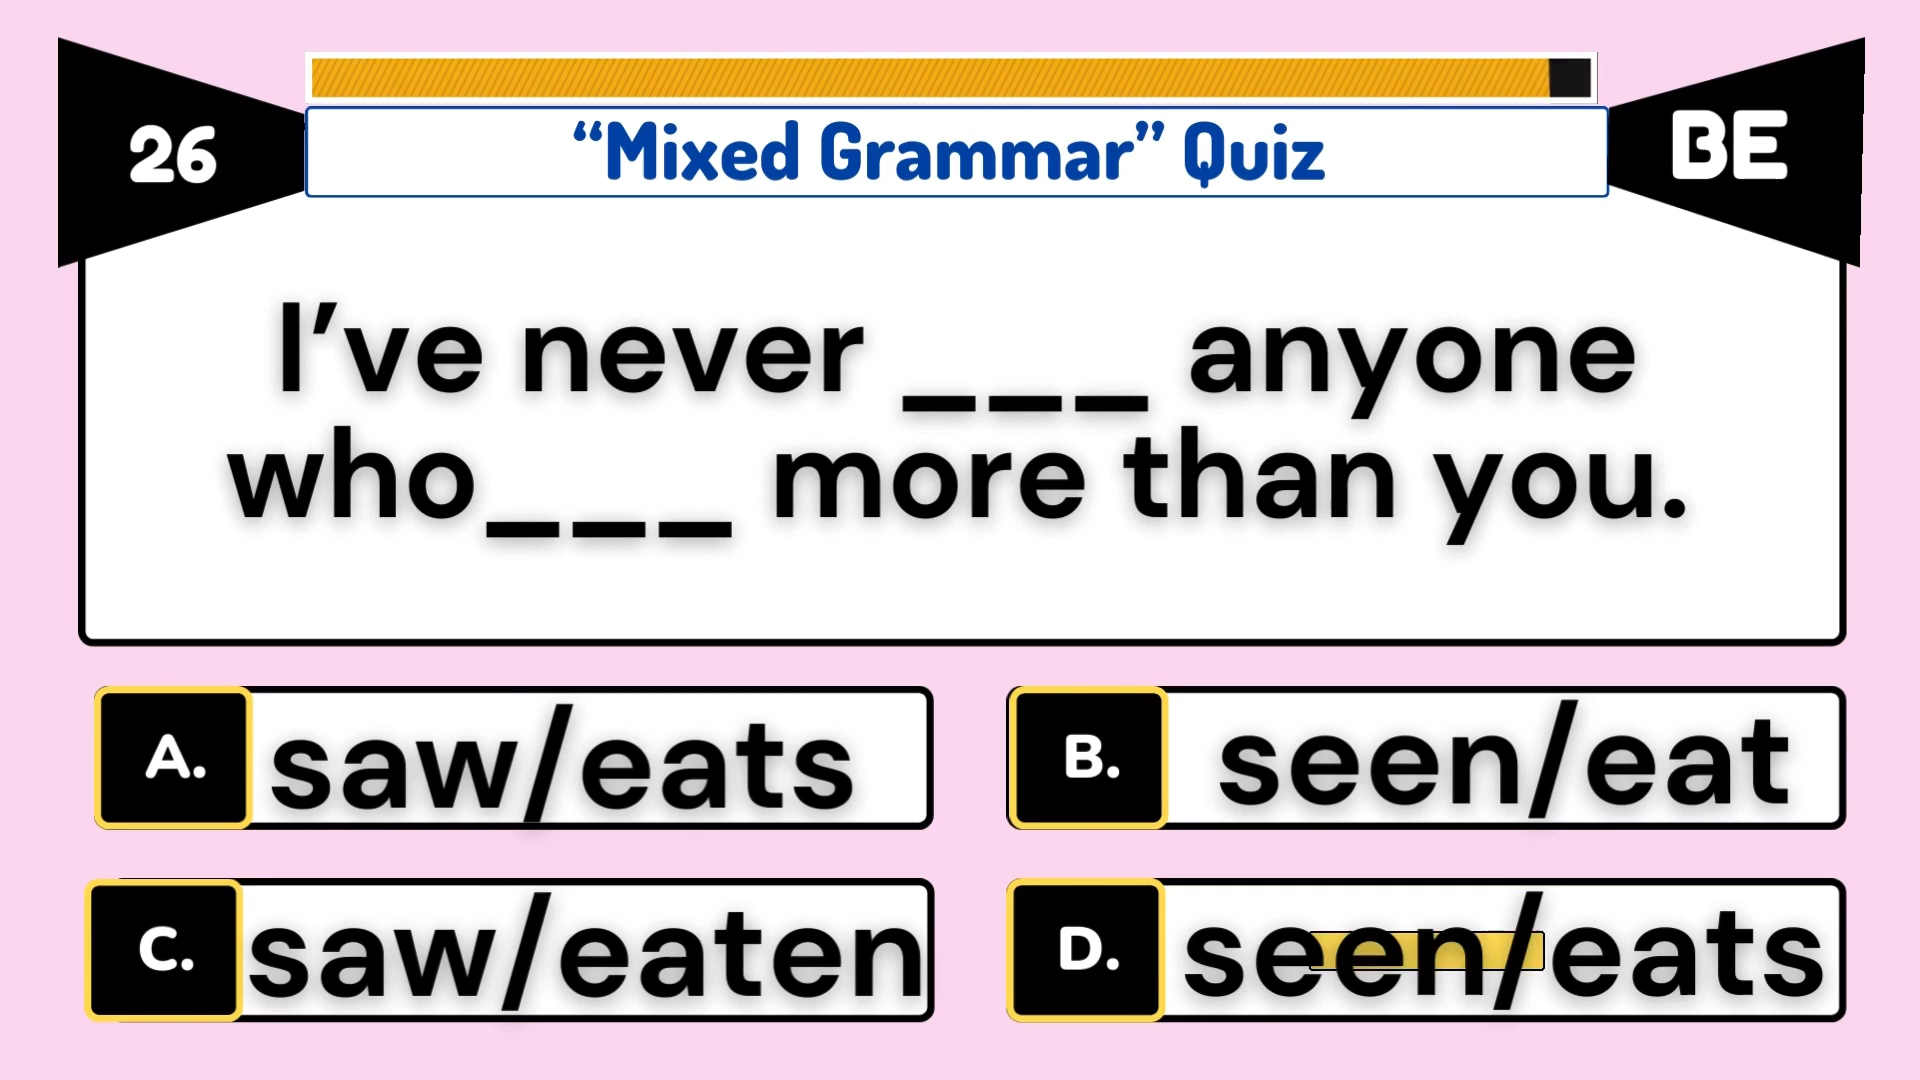 26
“Mixed Grammar” Quiz
BE
I’ve never ___ anyone
who___ more than you.
A. saw/eats
B. seen/eat
C. saw/eaten
D. seen/eats